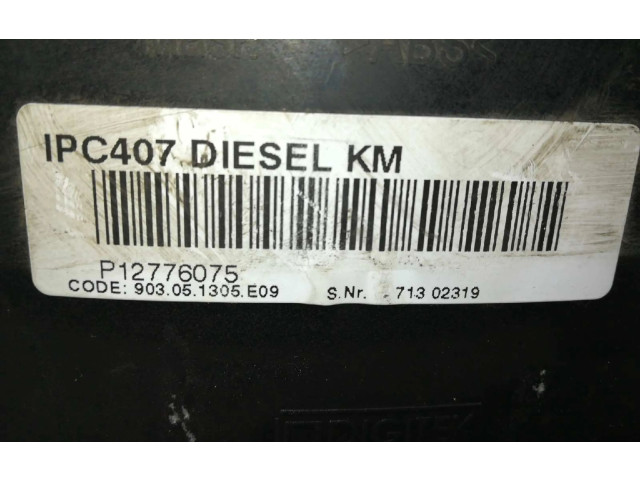 IPC407 DIESEL KM
P12776075
CODE: 903.05.1305.E09 S.Nr. 713 02319